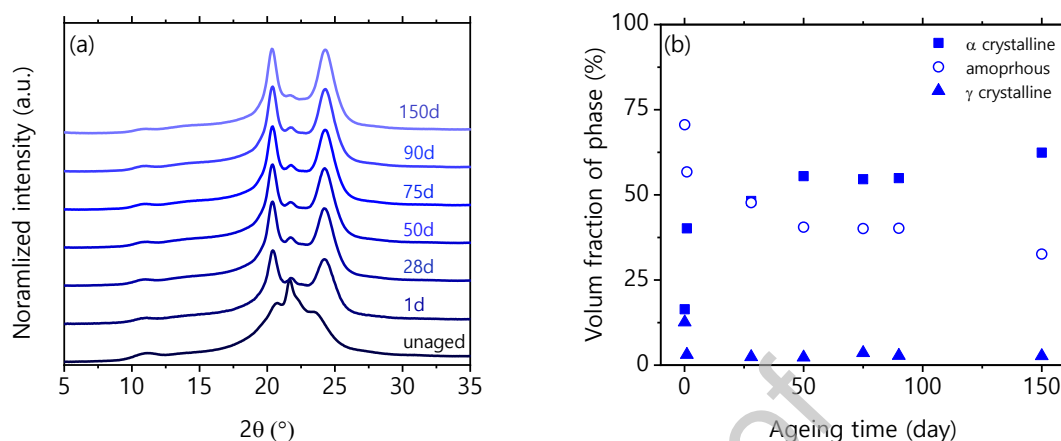 (a)
Noramlized intensity (a.u.)
150d
90d
75d
50d
28d
1d
unaged
5 10 15 20 25 30 35
2θ (°)
(b)
Volum fraction of phase (%)
100
75
50
25
0
α crystalline
amoprhous
γ crystalline
0 50 100 150
Ageing time (day)